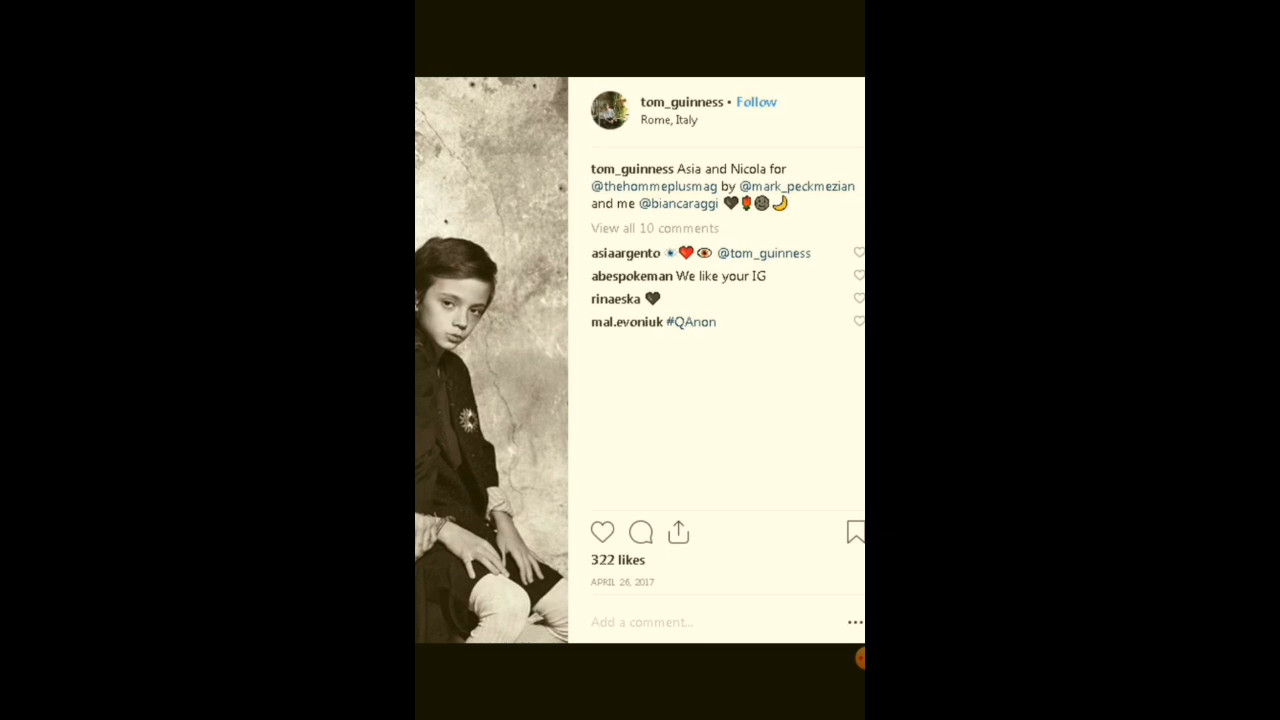 tom_guinness • Follow
Rome, Italy
tom_guinness Asia and Nicola for
@thehommeplusmag by @mark_peckmezian
and me @biancaraggi 🖤🌹🌚🌙
View all 10 comments
asiaargento 👁❤️👁 @tom_guinness
abespokeman We like your IG
rinaeska 🖤
mal.evoniuk #QAnon
322 likes
APRIL 26, 2017
Add a comment...